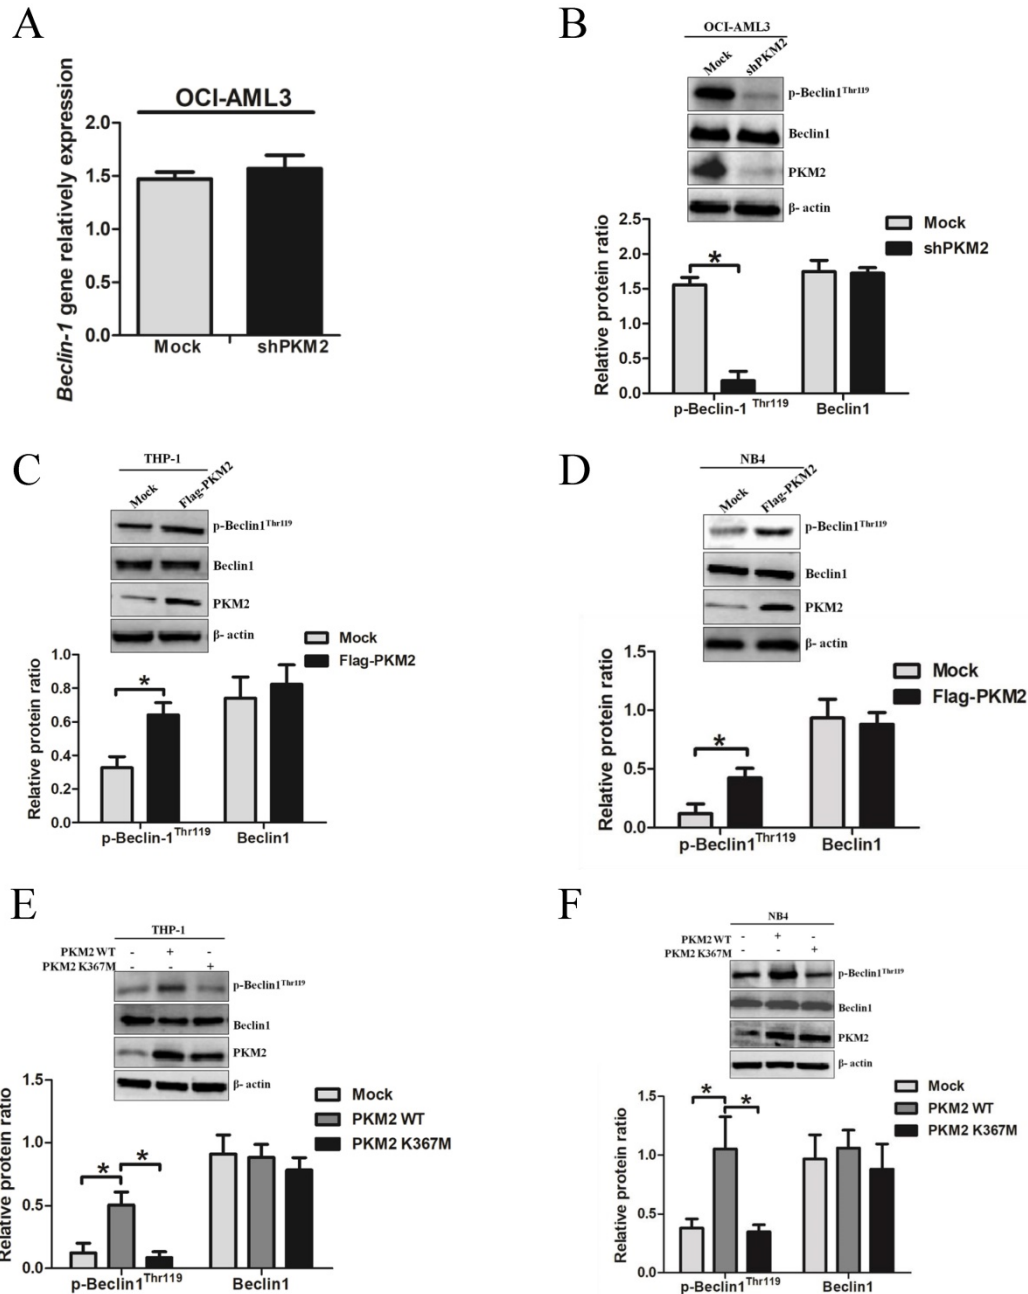 A
OCI-AML3
Beclin-1 gene relatively expression
2.0
1.5
1.0
0.5
0.0
Mock shPKM2
B
OCI-AML3
Mock shPKM2
p-Beclin1Thr119
Beclin1
PKM2
β- actin
Relative protein ratio
2.5
2.0
1.5
1.0
0.5
0.0
Mock
shPKM2
*
p-Beclin-1 Thr119 Beclin1
C
THP-1
Mock Flag-PKM2
p-Beclin1Thr119
Beclin1
PKM2
β- actin
Relative protein ratio
1.0
0.8
0.6
0.4
0.2
0.0
Mock
Flag-PKM2
*
p-Beclin-1Thr119 Beclin1
D
NB4
Mock Flag-PKM2
p-Beclin1Thr119
Beclin1
PKM2
β- actin
Relative protein ratio
1.5
1.0
0.5
0.0
Mock
Flag-PKM2
*
p-Beclin1Thr119 Beclin1
E
THP-1
PKM2 WT - + -
PKM2 K367M - - +
p-Beclin1Thr119
Beclin1
PKM2
β- actin
Relative protein ratio
1.5
1.0
0.5
0.0
Mock
PKM2 WT
PKM2 K367M
* *
p-Beclin1Thr119 Beclin1
F
NB4
PKM2 WT - + -
PKM2 K367M - - +
p-Beclin1Thr119
Beclin1
PKM2
β- actin
Relative protein ratio
1.5
1.0
0.5
0.0
Mock
PKM2 WT
PKM2 K367M
* *
p-Beclin1Thr119 Beclin1